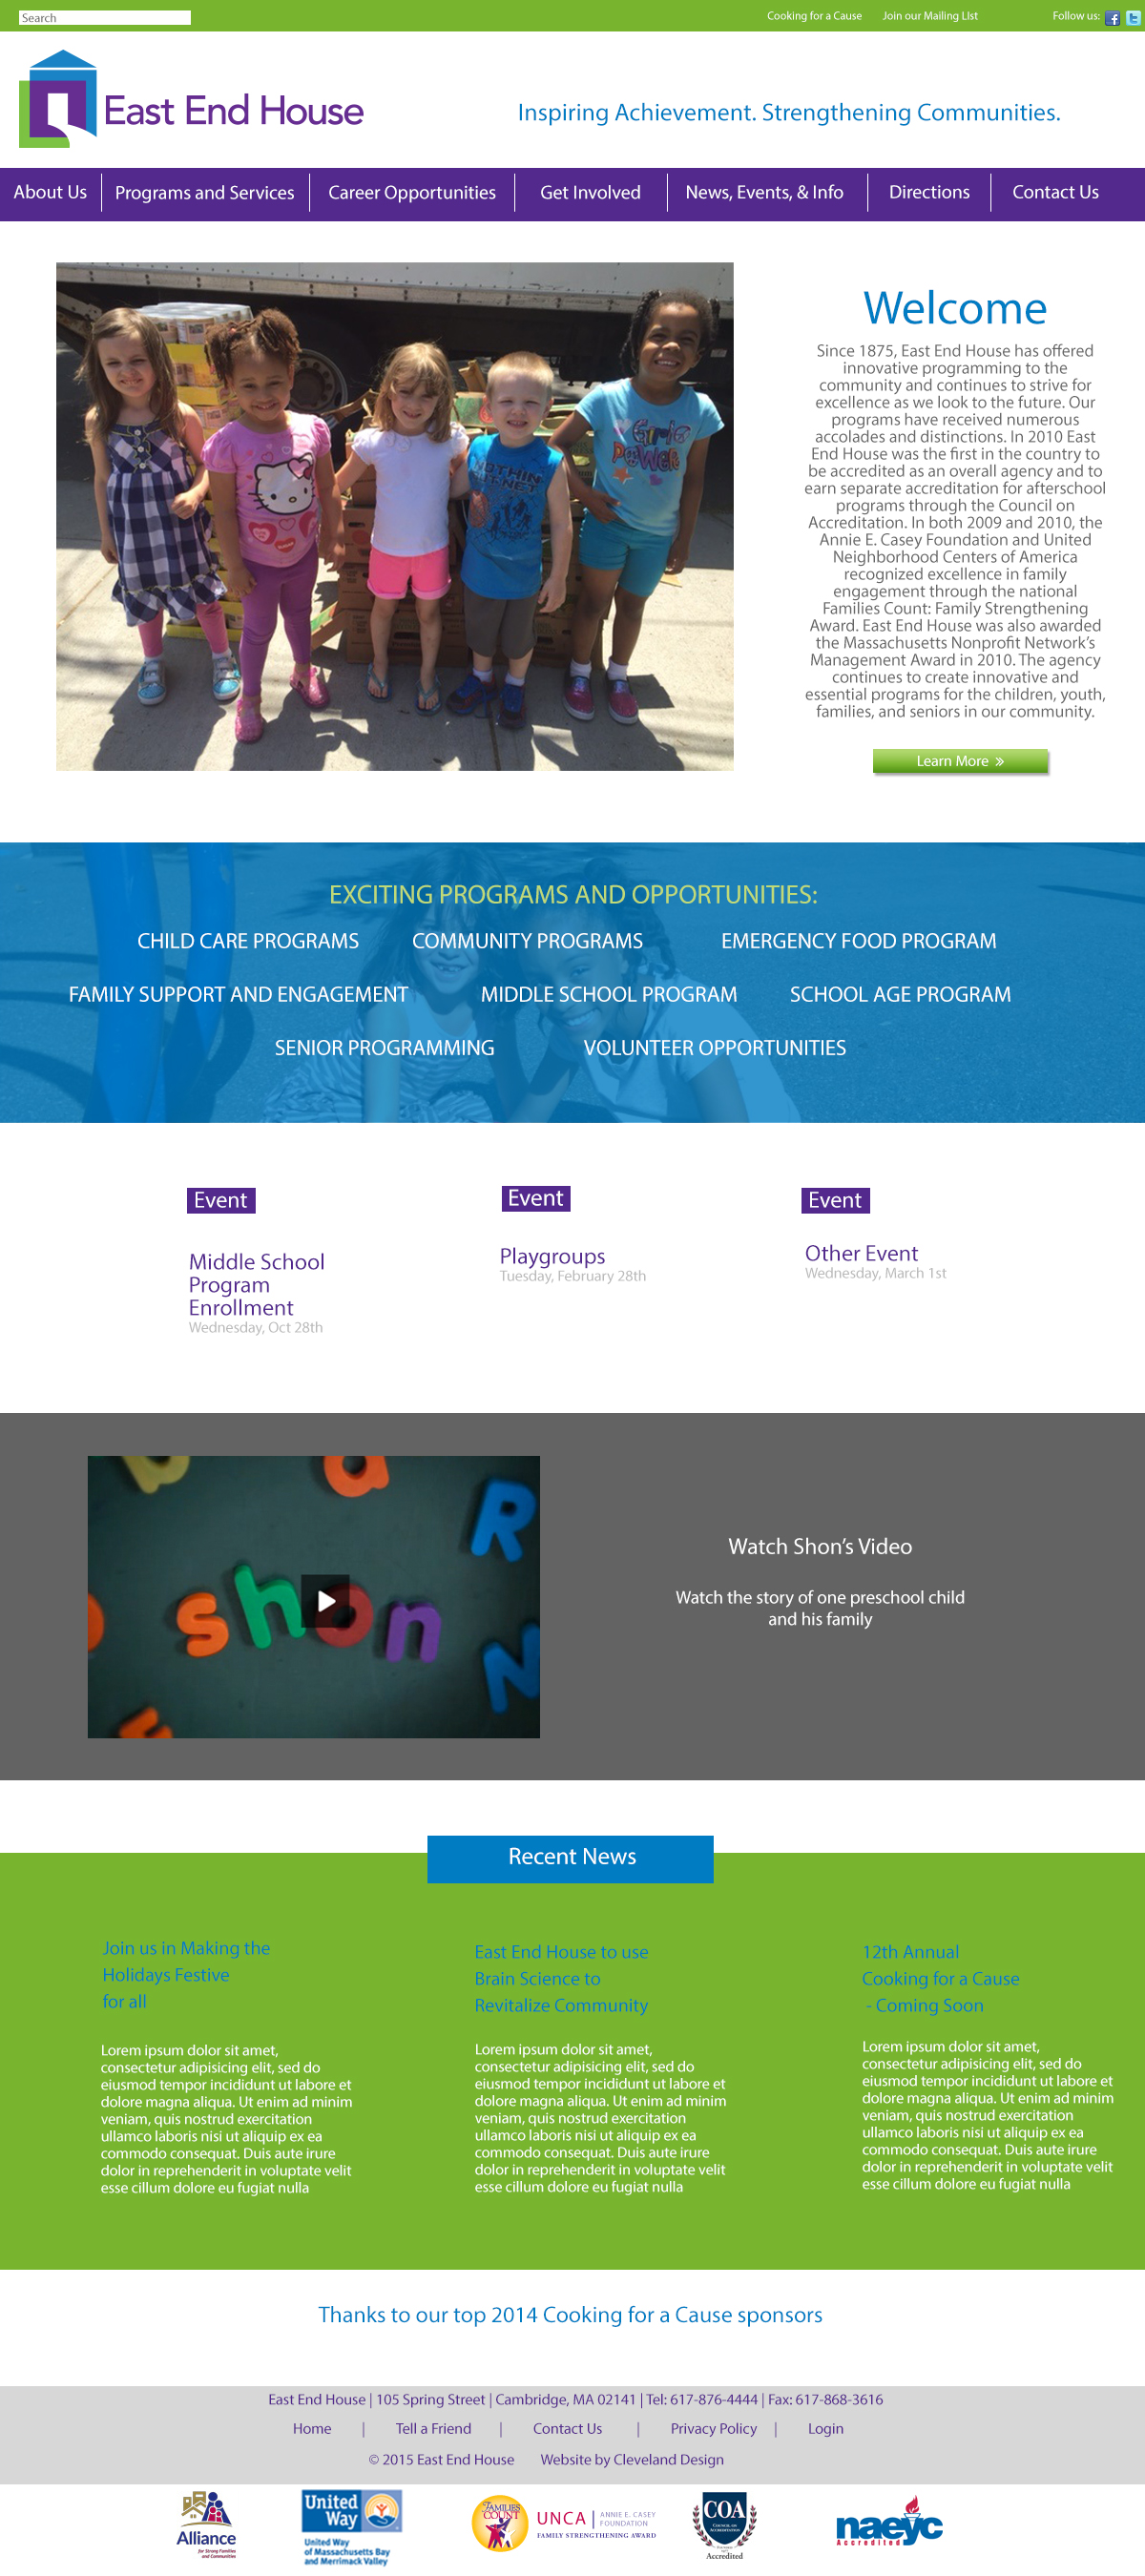 Search
Cooking for a Cause
Join our Mailing LIst
Follow us:
East End House
Inspiring Achievement. Strengthening Communities.
About Us
Programs and Services
Career Opportunities
Get Involved
News, Events, & Info
Directions
Contact Us
Welcome
Since 1875, East End House has offered
innovative programming to the
community and continues to strive for
excellence as we look to the future. Our
programs have received numerous
accolades and distinctions. In 2010 East
End House was the first in the country to
be accredited as an overall agency and to
earn separate accreditation for afterschool
programs through the Council on
Accreditation. In both 2009 and 2010, the
Annie E. Casey Foundation and United
Neighborhood Centers of America
recognized excellence in family
engagement through the national
Families Count: Family Strengthening
Award. East End House was also awarded
the Massachusetts Nonprofit Network's
Management Award in 2010. The agency
continues to create innovative and
essential programs for the children, youth,
families, and seniors in our community.
Learn More »
EXCITING PROGRAMS AND OPPORTUNITIES:
CHILD CARE PROGRAMS
COMMUNITY PROGRAMS
EMERGENCY FOOD PROGRAM
FAMILY SUPPORT AND ENGAGEMENT
MIDDLE SCHOOL PROGRAM
SCHOOL AGE PROGRAM
SENIOR PROGRAMMING
VOLUNTEER OPPORTUNITIES
Event
Middle School
Program
Enrollment
Wednesday, Oct 28th
Event
Playgroups
Tuesday, February 28th
Event
Other Event
Wednesday, March 1st
shon
Watch Shon's Video
Watch the story of one preschool child
and his family
Recent News
Join us in Making the
Holidays Festive
for all
Lorem ipsum dolor sit amet,
consectetur adipisicing elit, sed do
eiusmod tempor incididunt ut labore et
dolore magna aliqua. Ut enim ad minim
veniam, quis nostrud exercitation
ullamco laboris nisi ut aliquip ex ea
commodo consequat. Duis aute irure
dolor in reprehenderit in voluptate velit
esse cillum dolore eu fugiat nulla
East End House to use
Brain Science to
Revitalize Community
Lorem ipsum dolor sit amet,
consectetur adipisicing elit, sed do
eiusmod tempor incididunt ut labore et
dolore magna aliqua. Ut enim ad minim
veniam, quis nostrud exercitation
ullamco laboris nisi ut aliquip ex ea
commodo consequat. Duis aute irure
dolor in reprehenderit in voluptate velit
esse cillum dolore eu fugiat nulla
12th Annual
Cooking for a Cause
- Coming Soon
Lorem ipsum dolor sit amet,
consectetur adipisicing elit, sed do
eiusmod tempor incididunt ut labore et
dolore magna aliqua. Ut enim ad minim
veniam, quis nostrud exercitation
ullamco laboris nisi ut aliquip ex ea
commodo consequat. Duis aute irure
dolor in reprehenderit in voluptate velit
esse cillum dolore eu fugiat nulla
Thanks to our top 2014 Cooking for a Cause sponsors
East End House | 105 Spring Street | Cambridge, MA 02141 | Tel: 617-876-4444 | Fax: 617-868-3616
Home | Tell a Friend | Contact Us | Privacy Policy | Login
© 2015 East End House Website by Cleveland Design
Alliance
for Strong Families
and Communities
United
Way
United Way
of Massachusetts Bay
and Merrimack Valley
FAMILIES
COUNT
UNCA | ANNIE E. CASEY
FOUNDATION
FAMILY STRENGTHENING AWARD
COA
COUNCIL ON
ACCREDITATION
Accredited
naeyc
Accredited